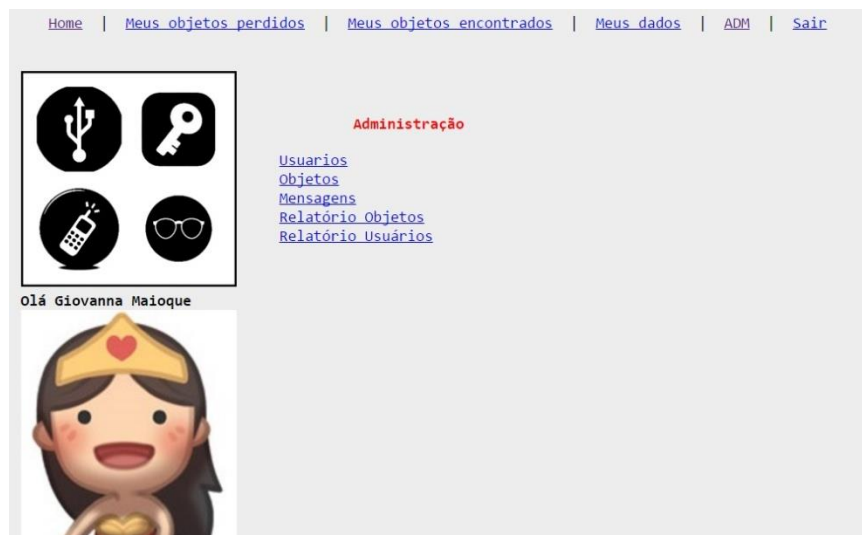 Home | Meus objetos perdidos | Meus objetos encontrados | Meus dados | ADM | Sair
Administração
Usuarios
Objetos
Mensagens
Relatório Objetos
Relatório Usuários
Olá Giovanna Maioque